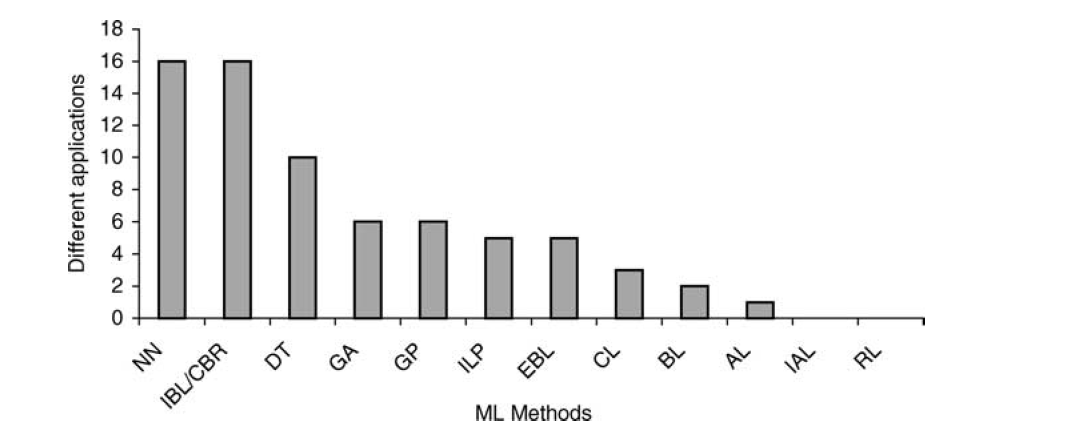 18
16
14
12
10
8
6
4
2
0
Different applications
NN
IBL/CBR
DT
GA
GP
ILP
EBL
CL
BL
AL
IAL
RL
ML Methods